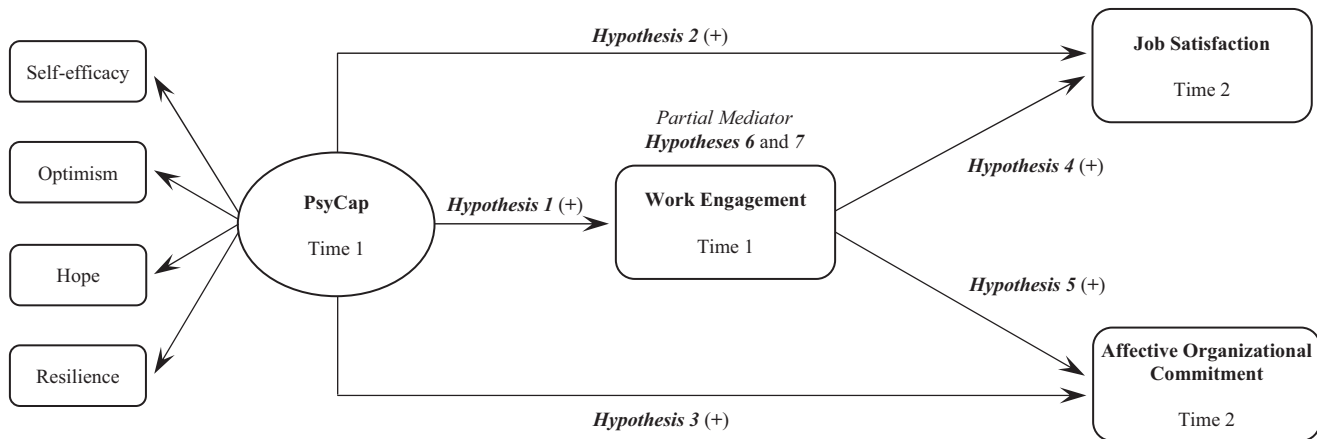 Hypothesis 2 (+)
Job Satisfaction
Time 2
Self-efficacy
Optimism
Hope
Resilience
PsyCap
Time 1
Hypothesis 1 (+)
Partial Mediator
Hypotheses 6 and 7
Work Engagement
Time 1
Hypothesis 4 (+)
Hypothesis 5 (+)
Affective Organizational
Commitment
Time 2
Hypothesis 3 (+)